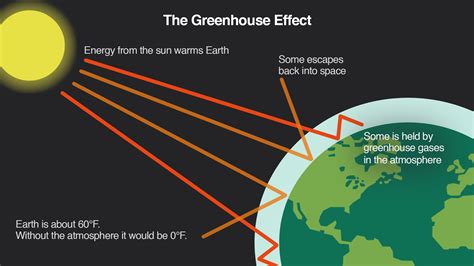 The Greenhouse Effect
Energy from the sun warms Earth
Some escapes
back into space
Some is held by
greenhouse gases
in the atmosphere
Earth is about 60°F.
Without the atmosphere it would be 0°F.